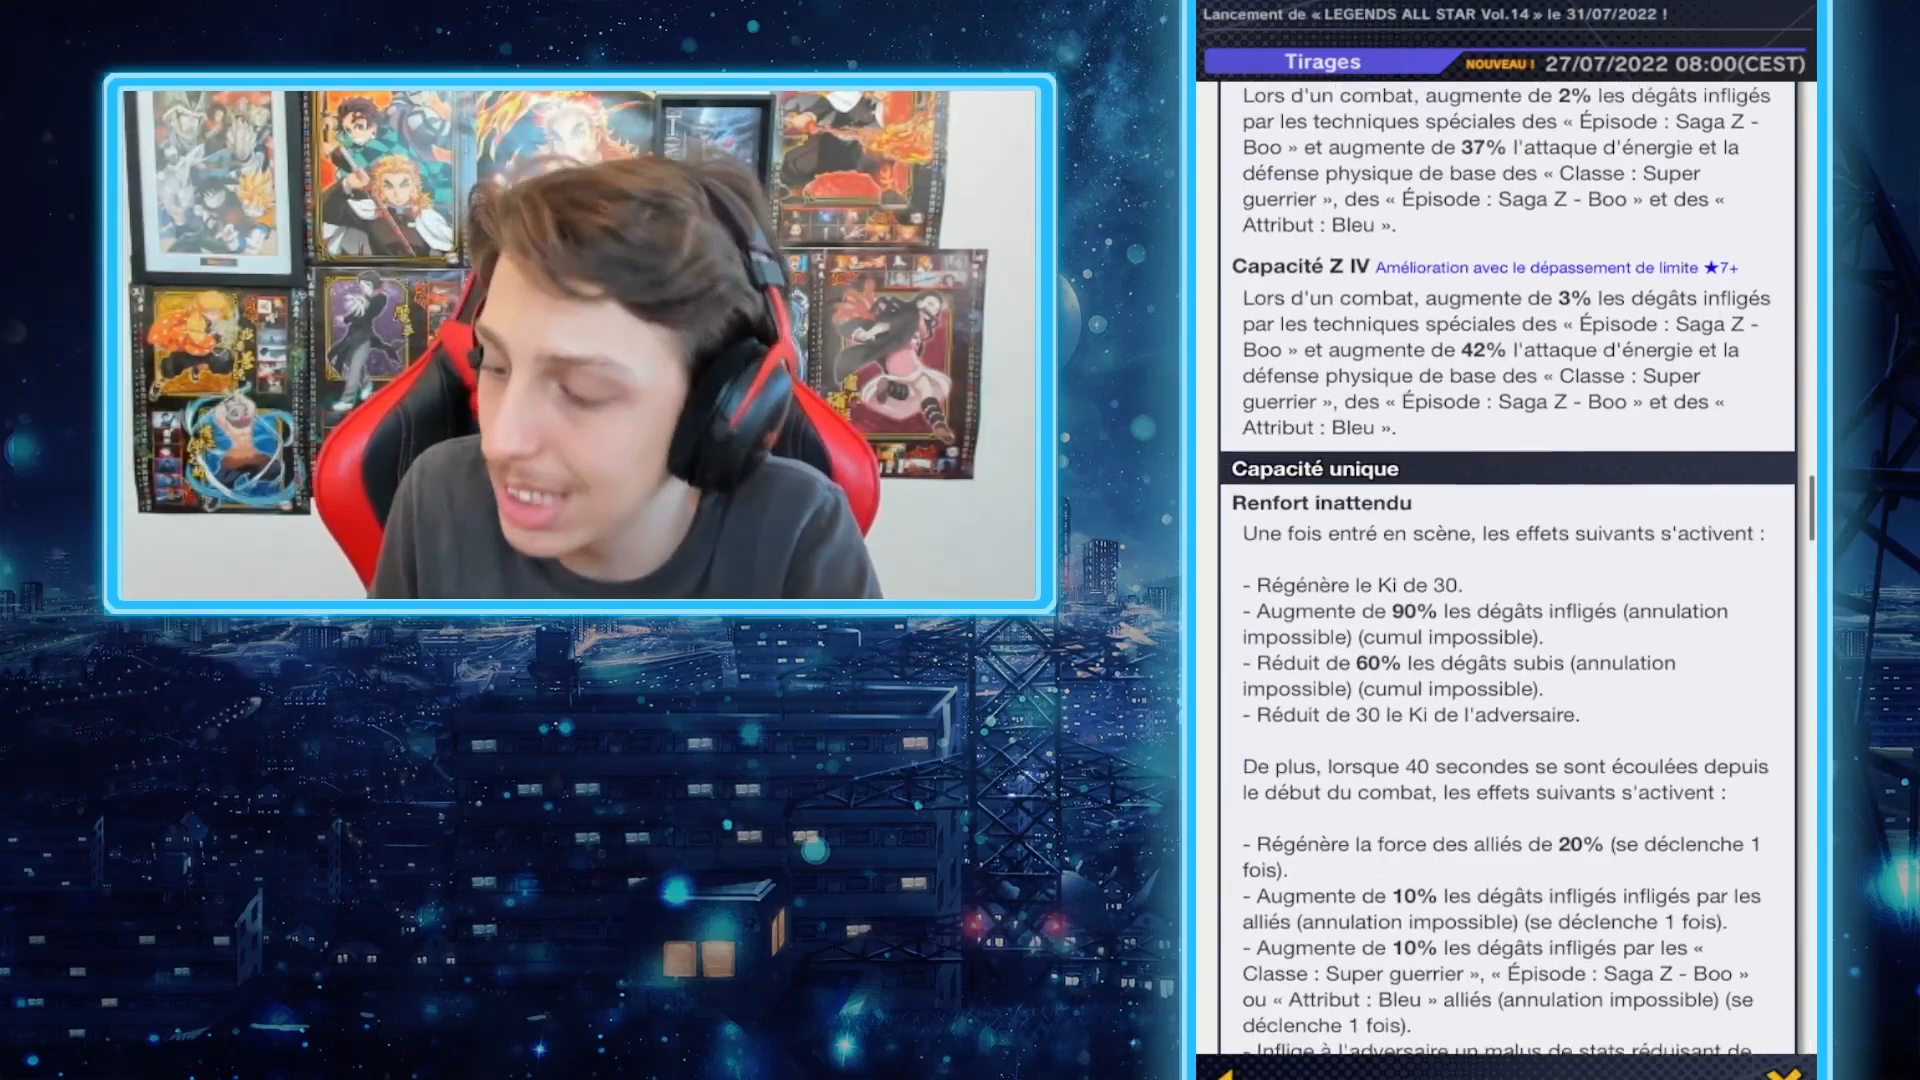 Lancement de « LEGENDS ALL STAR Vol.14 » le 31/07/2022 !
Tirages
NOUVEAU ! 27/07/2022 08:00(CEST)
Lors d'un combat, augmente de 2% les dégâts infligés
par les techniques spéciales des « Épisode : Saga Z -
Boo » et augmente de 37% l'attaque d'énergie et la
défense physique de base des « Classe : Super
guerrier », des « Épisode : Saga Z - Boo » et des «
Attribut : Bleu ».
Capacité Z IV Amélioration avec le dépassement de limite ★7+
Lors d'un combat, augmente de 3% les dégâts infligés
par les techniques spéciales des « Épisode : Saga Z -
Boo » et augmente de 42% l'attaque d'énergie et la
défense physique de base des « Classe : Super
guerrier », des « Épisode : Saga Z - Boo » et des «
Attribut : Bleu ».
Capacité unique
Renfort inattendu
Une fois entré en scène, les effets suivants s'activent :
- Régénère le Ki de 30.
- Augmente de 90% les dégâts infligés (annulation
impossible) (cumul impossible).
- Réduit de 60% les dégâts subis (annulation
impossible) (cumul impossible).
- Réduit de 30 le Ki de l'adversaire.
De plus, lorsque 40 secondes se sont écoulées depuis
le début du combat, les effets suivants s'activent :
- Régénère la force des alliés de 20% (se déclenche 1
fois).
- Augmente de 10% les dégâts infligés infligés par les
alliés (annulation impossible) (se déclenche 1 fois).
- Augmente de 10% les dégâts infligés par les «
Classe : Super guerrier », « Épisode : Saga Z - Boo »
ou « Attribut : Bleu » alliés (annulation impossible) (se
déclenche 1 fois).
- Inflige à l'adversaire un malus de stats réduisant de